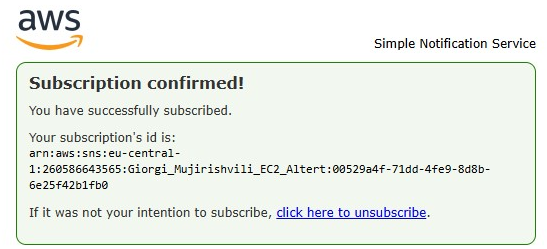 aws
Simple Notification Service
Subscription confirmed!
You have successfully subscribed.
Your subscription's id is:
arn:aws:sns:eu-central-
1:260586643565:Giorgi_Mujirishvili_EC2_Altert:00529a4f-71dd-4fe9-8d8b-
6e25f42b1fb0
If it was not your intention to subscribe, click here to unsubscribe.